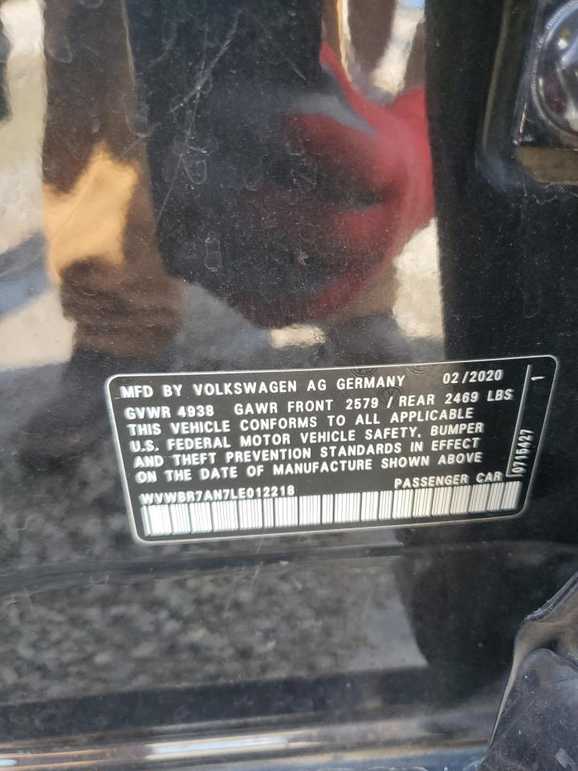 MFD BY VOLKSWAGEN AG GERMANY 02/2020
GVWR 4938 GAWR FRONT 2579 / REAR 2469 LBS
THIS VEHICLE CONFORMS TO ALL APPLICABLE
U.S. FEDERAL MOTOR VEHICLE SAFETY, BUMPER
AND THEFT PREVENTION STANDARDS IN EFFECT
ON THE DATE OF MANUFACTURE SHOWN ABOVE
WVWBR7AN7LE012218 PASSENGER CAR
0715427 1